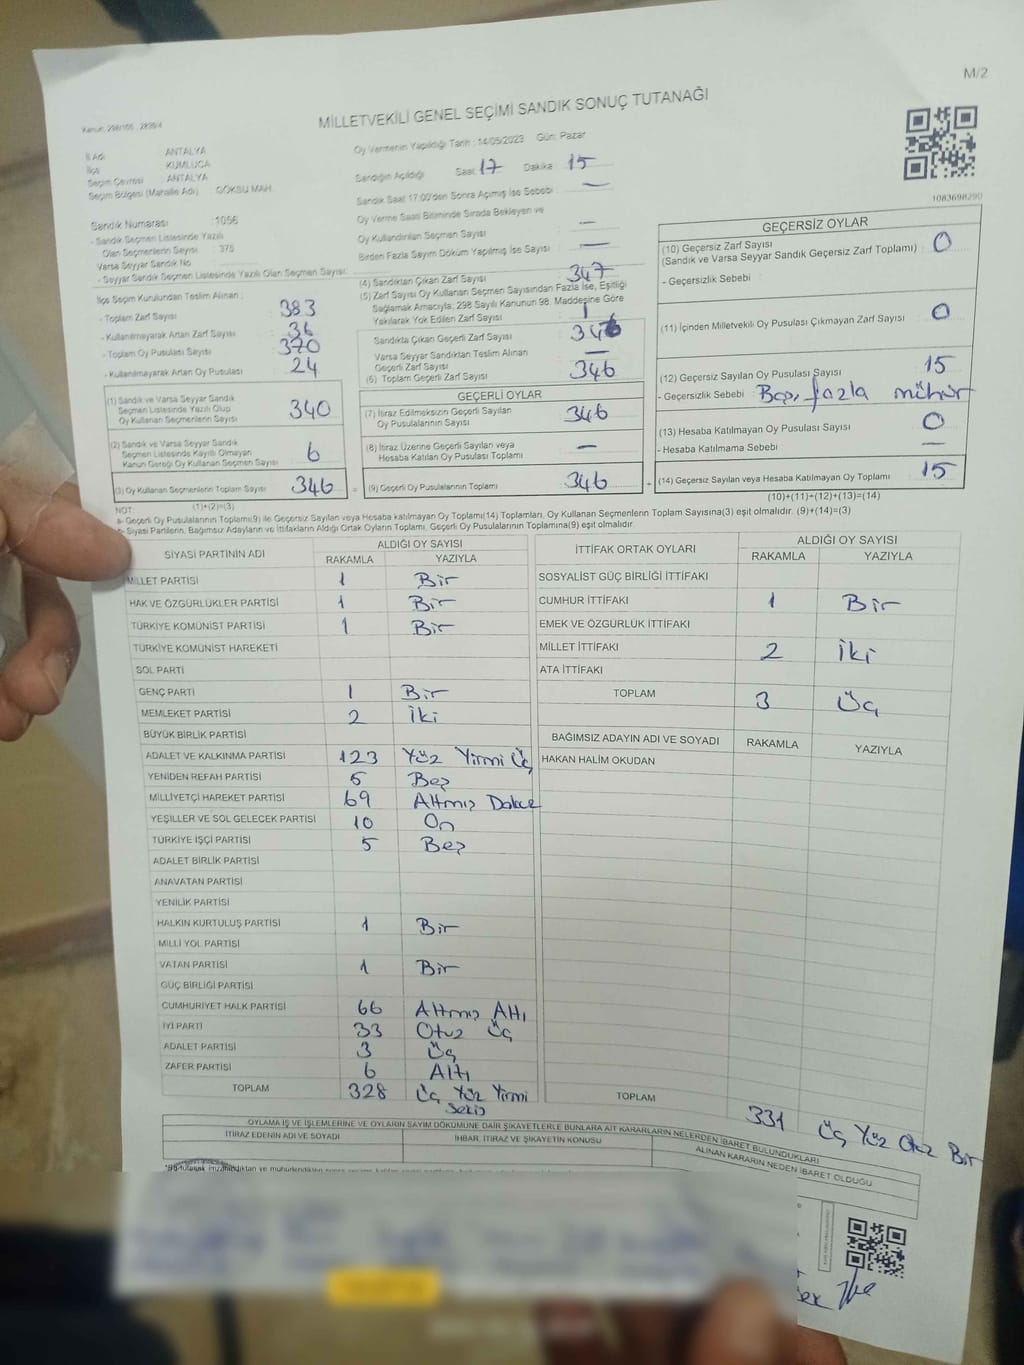 M/2
MİLLETVEKİLİ GENEL SEÇİMİ SANDIK SONUÇ TUTANAĞI
İl Adı : ANTALYA
İlçe : KUMLUCA
Seçim Çevresi : ANTALYA
Seçim Bölgesi (Mahalle Adı) : GÖKSU MAH.
Sandık Numarası : 1056
- Sandık Seçmen Listesinde Yazılı
Olan Seçmenlerin Sayısı : 375
Varsa Seyyar Sandık No
- Seyyar Sandık Seçmen Listesinde Yazılı Olan Seçmen Sayısı:
İlçe Seçim Kurulundan Teslim Alınan :
- Toplam Zarf Sayısı 383
- Kullanılmayarak Artan Zarf Sayısı 36
- Toplam Oy Pusulası Sayısı 370
- Kullanılmayarak Artan Oy Pusulası 24
(1) Sandık ve Varsa Seyyar Sandık
Seçmen Listesinde Yazılı Olup
Oy Kullanan Seçmenlerin Sayısı 340
(2) Sandık ve Varsa Seyyar Sandık
Seçmen Listesinde Kayıtlı Olmayan
Kanun Gereği Oy Kullanan Seçmen Sayısı 6
(3) Oy Kullanan Seçmenlerin Toplam Sayısı 346
(1)+(2)=(3)
Oy Vermenin Yapıldığı Tarih : 14/05/2023 Gün: Pazar
Sandığın Açıldığı Saat 17 Dakika 15
Sandık Saat 17.00'den Sonra Açılmış İse Sebebi : —
Oy Verme Saati Bitiminde Sırada Bekleyen ve
Oy Kullandırılan Seçmen Sayısı —
Birden Fazla Sayım Döküm Yapılmış İse Sayısı —
(4) Sandıktan Çıkan Zarf Sayısı 347
(5) Zarf Sayısı Oy Kullanan Seçmen Sayısından Fazla İse, Eşitliği
Sağlamak Amacıyla; 298 Sayılı Kanunun 98. Maddesine Göre
Yakılarak Yok Edilen Zarf Sayısı 1
Sandıkta Çıkan Geçerli Zarf Sayısı 346
Varsa Seyyar Sandıktan Teslim Alınan
Geçerli Zarf Sayısı —
(6) Toplam Geçerli Zarf Sayısı 346
GEÇERLİ OYLAR
(7) İtiraz Edilmeksizin Geçerli Sayılan
Oy Pusulalarının Sayısı 346
(8) İtiraz Üzerine Geçerli Sayılan veya
Hesaba Katılan Oy Pusulası Toplamı —
= (9) Geçerli Oy Pusulalarının Toplamı 346
1083698290
GEÇERSİZ OYLAR
(10) Geçersiz Zarf Sayısı
(Sandık ve Varsa Seyyar Sandık Geçersiz Zarf Toplamı) 0
- Geçersizlik Sebebi :
(11) İçinden Milletvekili Oy Pusulası Çıkmayan Zarf Sayısı 0
(12) Geçersiz Sayılan Oy Pusulası Sayısı 15
- Geçersizlik Sebebi : Boş, fazla mühür
(13) Hesaba Katılmayan Oy Pusulası Sayısı 0
- Hesaba Katılmama Sebebi : —
+ (14) Geçersiz Sayılan veya Hesaba Katılmayan Oy Toplamı 15
(10)+(11)+(12)+(13)=(14)
NOT:
a- Geçerli Oy Pusulalarının Toplamı(9) ile Geçersiz Sayılan veya Hesaba katılmayan Oy Toplamı(14) Toplamları, Oy Kullanan Seçmenlerin Toplam Sayısına(3) eşit olmalıdır. (9)+(14)=(3)
Siyasi Partilerin, Bağımsız Adayların ve İttifakların Aldığı Ortak Oyların Toplamı, Geçerli Oy Pusulalarının Toplamına(9) eşit olmalıdır.
SİYASİ PARTİNİN ADI ALDIĞI OY SAYISI
RAKAMLA YAZIYLA
MİLLET PARTİSİ 1 Bir
HAK VE ÖZGÜRLÜKLER PARTİSİ 1 Bir
TÜRKİYE KOMÜNİST PARTİSİ 1 Bir
TÜRKİYE KOMÜNİST HAREKETİ
SOL PARTİ
GENÇ PARTİ 1 Bir
MEMLEKET PARTİSİ 2 İki
BÜYÜK BİRLİK PARTİSİ
ADALET VE KALKINMA PARTİSİ 123 Yüz Yirmi Üç
YENİDEN REFAH PARTİSİ 5 Beş
MİLLİYETÇİ HAREKET PARTİSİ 69 Altmış Dokuz
YEŞİLLER VE SOL GELECEK PARTİSİ 10 On
TÜRKİYE İŞÇİ PARTİSİ 5 Beş
ADALET BİRLİK PARTİSİ
ANAVATAN PARTİSİ
YENİLİK PARTİSİ
HALKIN KURTULUŞ PARTİSİ 1 Bir
MİLLİ YOL PARTİSİ
VATAN PARTİSİ 1 Bir
GÜÇ BİRLİĞİ PARTİSİ
CUMHURİYET HALK PARTİSİ 66 Altmış Altı
İYİ PARTİ 33 Otuz Üç
ADALET PARTİSİ 3 Üç
ZAFER PARTİSİ 6 Altı
TOPLAM 328 Üç Yüz Yirmi
Sekiz
İTTİFAK ORTAK OYLARI ALDIĞI OY SAYISI
RAKAMLA YAZIYLA
SOSYALİST GÜÇ BİRLİĞİ İTTİFAKI
CUMHUR İTTİFAKI 1 Bir
EMEK VE ÖZGÜRLÜK İTTİFAKI
MİLLET İTTİFAKI 2 İki
ATA İTTİFAKI
TOPLAM 3 Üç
BAĞIMSIZ ADAYIN ADI VE SOYADI RAKAMLA YAZIYLA
HAKAN HALİM OKUDAN
TOPLAM 331 Üç Yüz Otuz Bir
OYLAMA İŞ VE İŞLEMLERİNE VE OYLARIN SAYIM DÖKÜMÜNE DAİR ŞİKAYETLERLE BUNLARA AİT KARARLARIN NELERDEN İBARET BULUNDUKLARI
İTİRAZ EDENİN ADI VE SOYADI
İHBAR, İTİRAZ VE ŞİKAYETİN KONUSU
ALINAN KARARIN NEDEN İBARET OLDUĞU